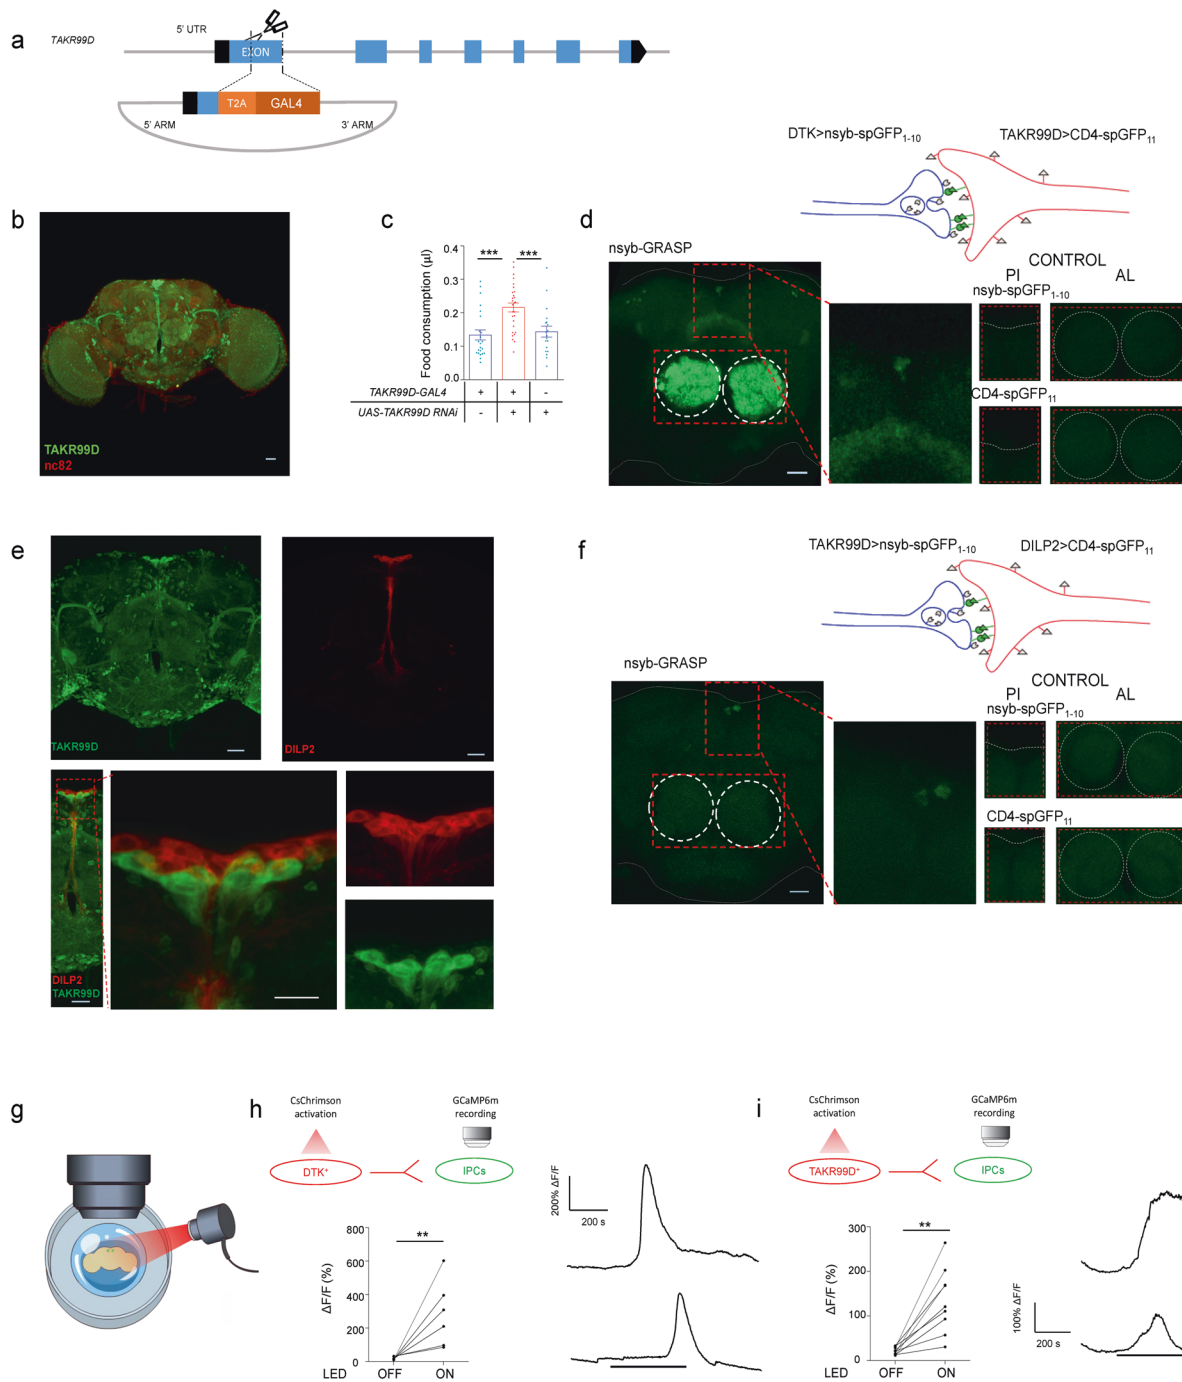 a
TAKR99D
5' UTR
EXON
T2A
GAL4
5' ARM
3' ARM
b
TAKR99D
nc82
c
Food consumption (µl)
0.4
0.3
0.2
0.1
0.0
***
***
TAKR99D-GAL4 + + -
UAS-TAKR99D RNAi - + +
d
DTK>nsyb-spGFP1-10
TAKR99D>CD4-spGFP11
nsyb-GRASP
CONTROL
PI
AL
nsyb-spGFP1-10
CD4-spGFP11
e
TAKR99D
DILP2
DILP2
TAKR99D
f
TAKR99D>nsyb-spGFP1-10
DILP2>CD4-spGFP11
nsyb-GRASP
CONTROL
PI
AL
nsyb-spGFP1-10
CD4-spGFP11
g
h
CsChrimson
activation
GCaMP6m
recording
DTK+
IPCs
200% ΔF/F
200 s
ΔF/F (%)
800
600
400
200
0
**
LED OFF ON
i
CsChrimson
activation
GCaMP6m
recording
TAKR99D+
IPCs
ΔF/F (%)
300
200
100
0
**
LED OFF ON
100% ΔF/F
200 s